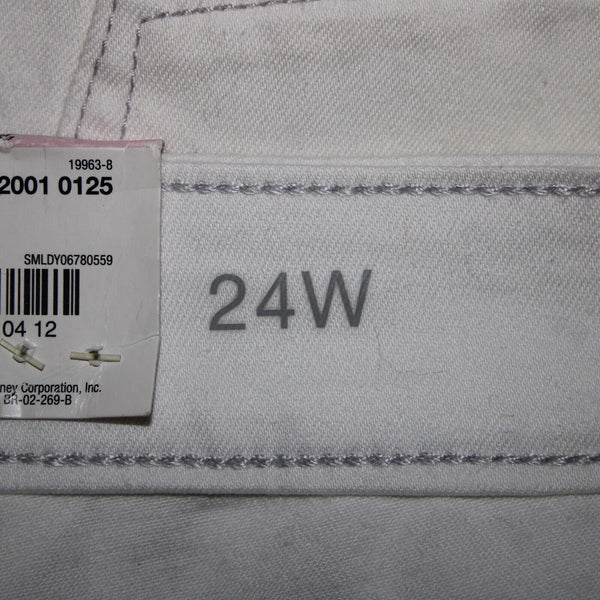 19963-8
2001 0125
SMLDY06780559
04 12
ney Corporation, Inc.
BR-02-269-B
24W